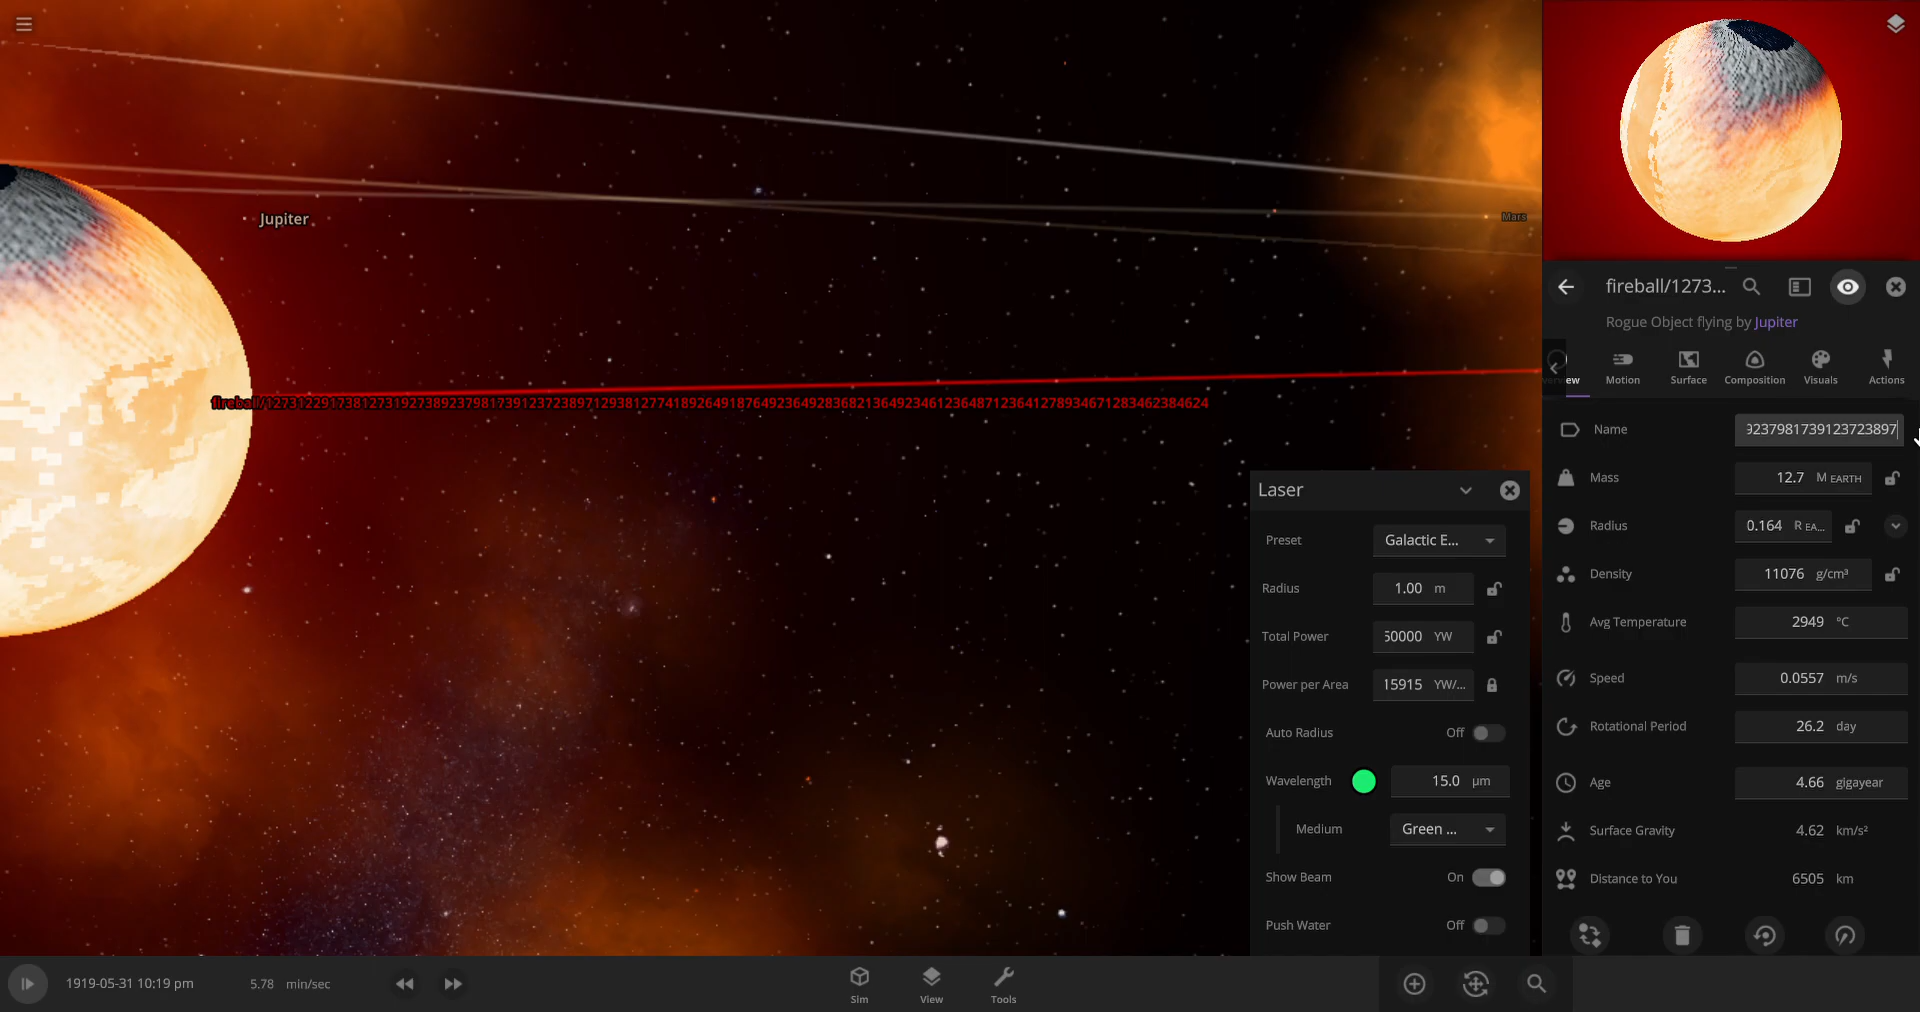 Jupiter
Mars
fireball/1273...
Rogue Object flying by Jupiter
Motion
Surface
Composition
Visuals
Actions
Name
Mass 12.7 M EARTH
Radius 0.164 R EA...
Density 11076 g/cm³
Avg Temperature 2949 °C
Speed 0.0557 m/s
Rotational Period 26.2 day
Age 4.66 gigayear
Surface Gravity 4.62 km/s²
Distance to You 6505 km
Laser
Preset Galactic E...
Radius 1.00 m
Total Power 50000 YW
Power per Area 15915 YW/...
Auto Radius Off
Wavelength 15.0 µm
Medium Green ...
Show Beam On
Push Water Off
1919-05-31 10:19 pm
5.78 min/sec
Sim
View
Tools